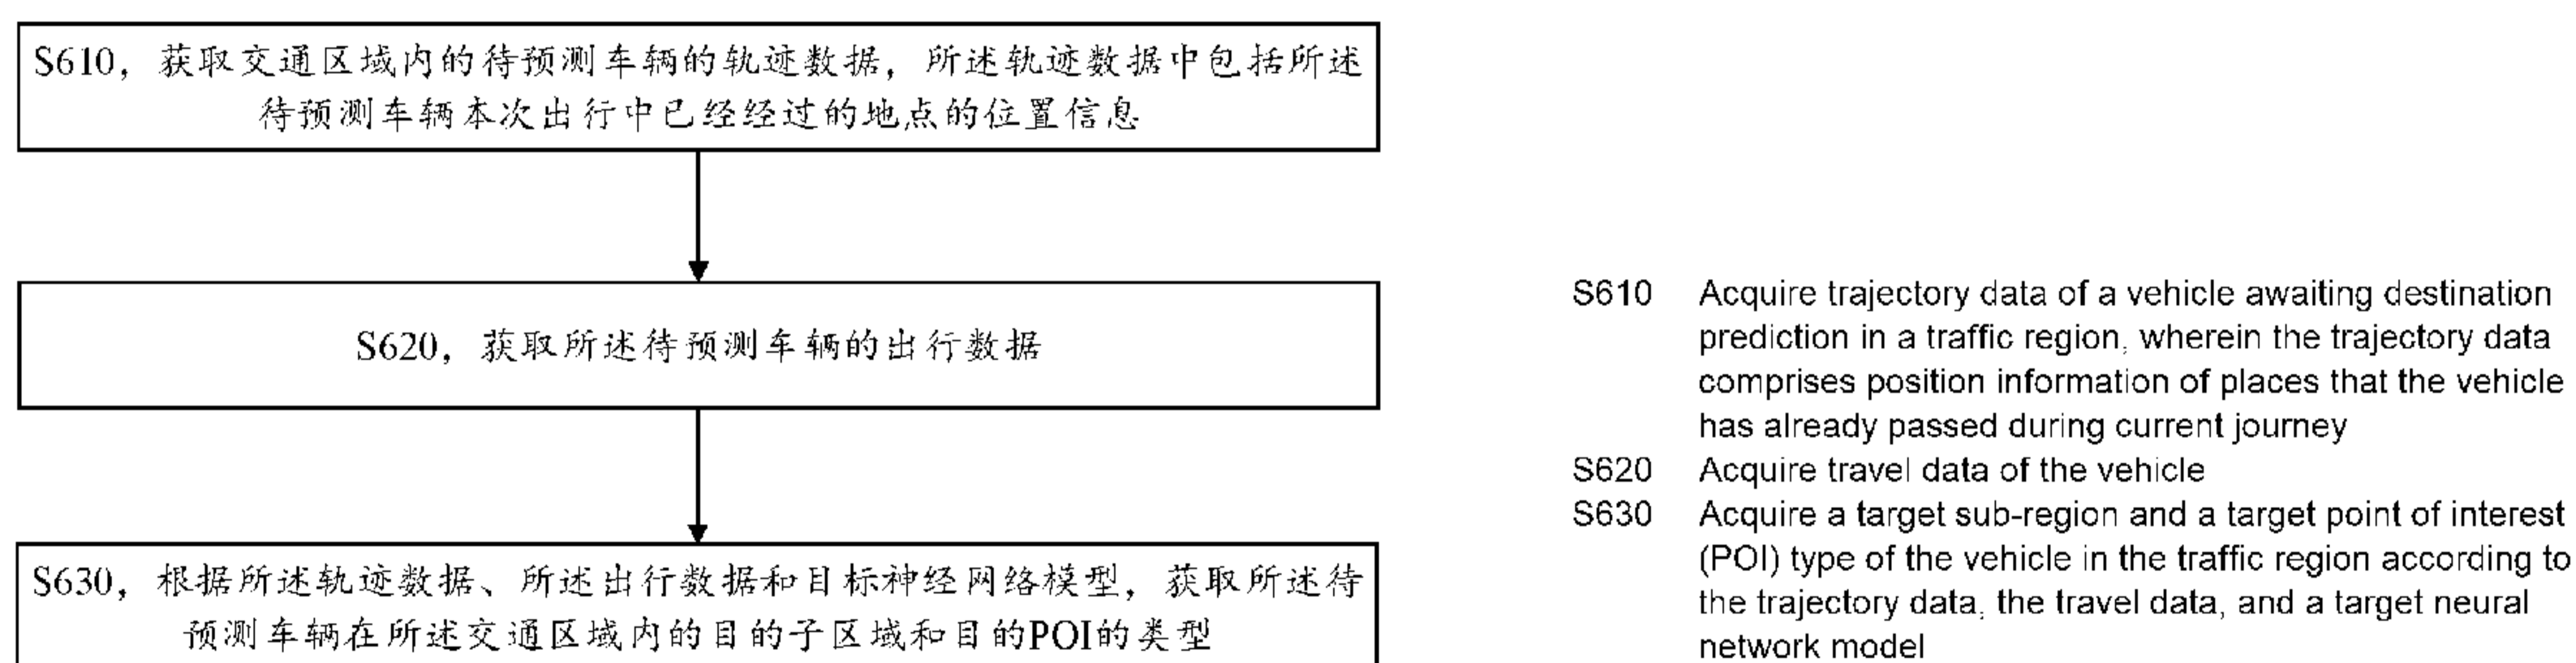 S610，获取交通区域内的待预测车辆的轨迹数据，所述轨迹数据中包括所述
待预测车辆本次出行中已经经过的地点的位置信息
S620，获取所述待预测车辆的出行数据
S630，根据所述轨迹数据、所述出行数据和目标神经网络模型，获取所述待
预测车辆在所述交通区域内的目的子区域和目的POI的类型
S610 Acquire trajectory data of a vehicle awaiting destination
prediction in a traffic region, wherein the trajectory data
comprises position information of places that the vehicle
has already passed during current journey
S620 Acquire travel data of the vehicle
S630 Acquire a target sub-region and a target point of interest
(POI) type of the vehicle in the traffic region according to
the trajectory data, the travel data, and a target neural
network model